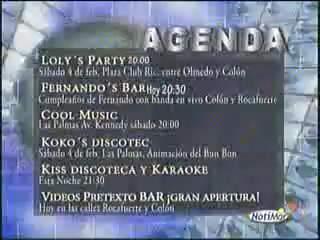 AGENDA
LOLY´S PARTY 20:00
Sábado 4 de feb, Plaza Club Ric. entre Olmedo y Colón
FERNANDO´S BAR Hoy 20:30
Cumpleaños de Fernando con banda en vivo Colón y Rocafuerte
COOL MUSIC
Las Palmas Av. Kennedy sábado 20:00
KOKO´S DISCOTEC
Sábado 4 de feb, Las Palmas, Animación del Bun Bun
KISS DISCOTECA Y KARAOKE
Esta Noche 21:30
VIDEOS PRETEXTO BAR ¡GRAN APERTURA!
Hoy en las calles Rocafuerte y Colón